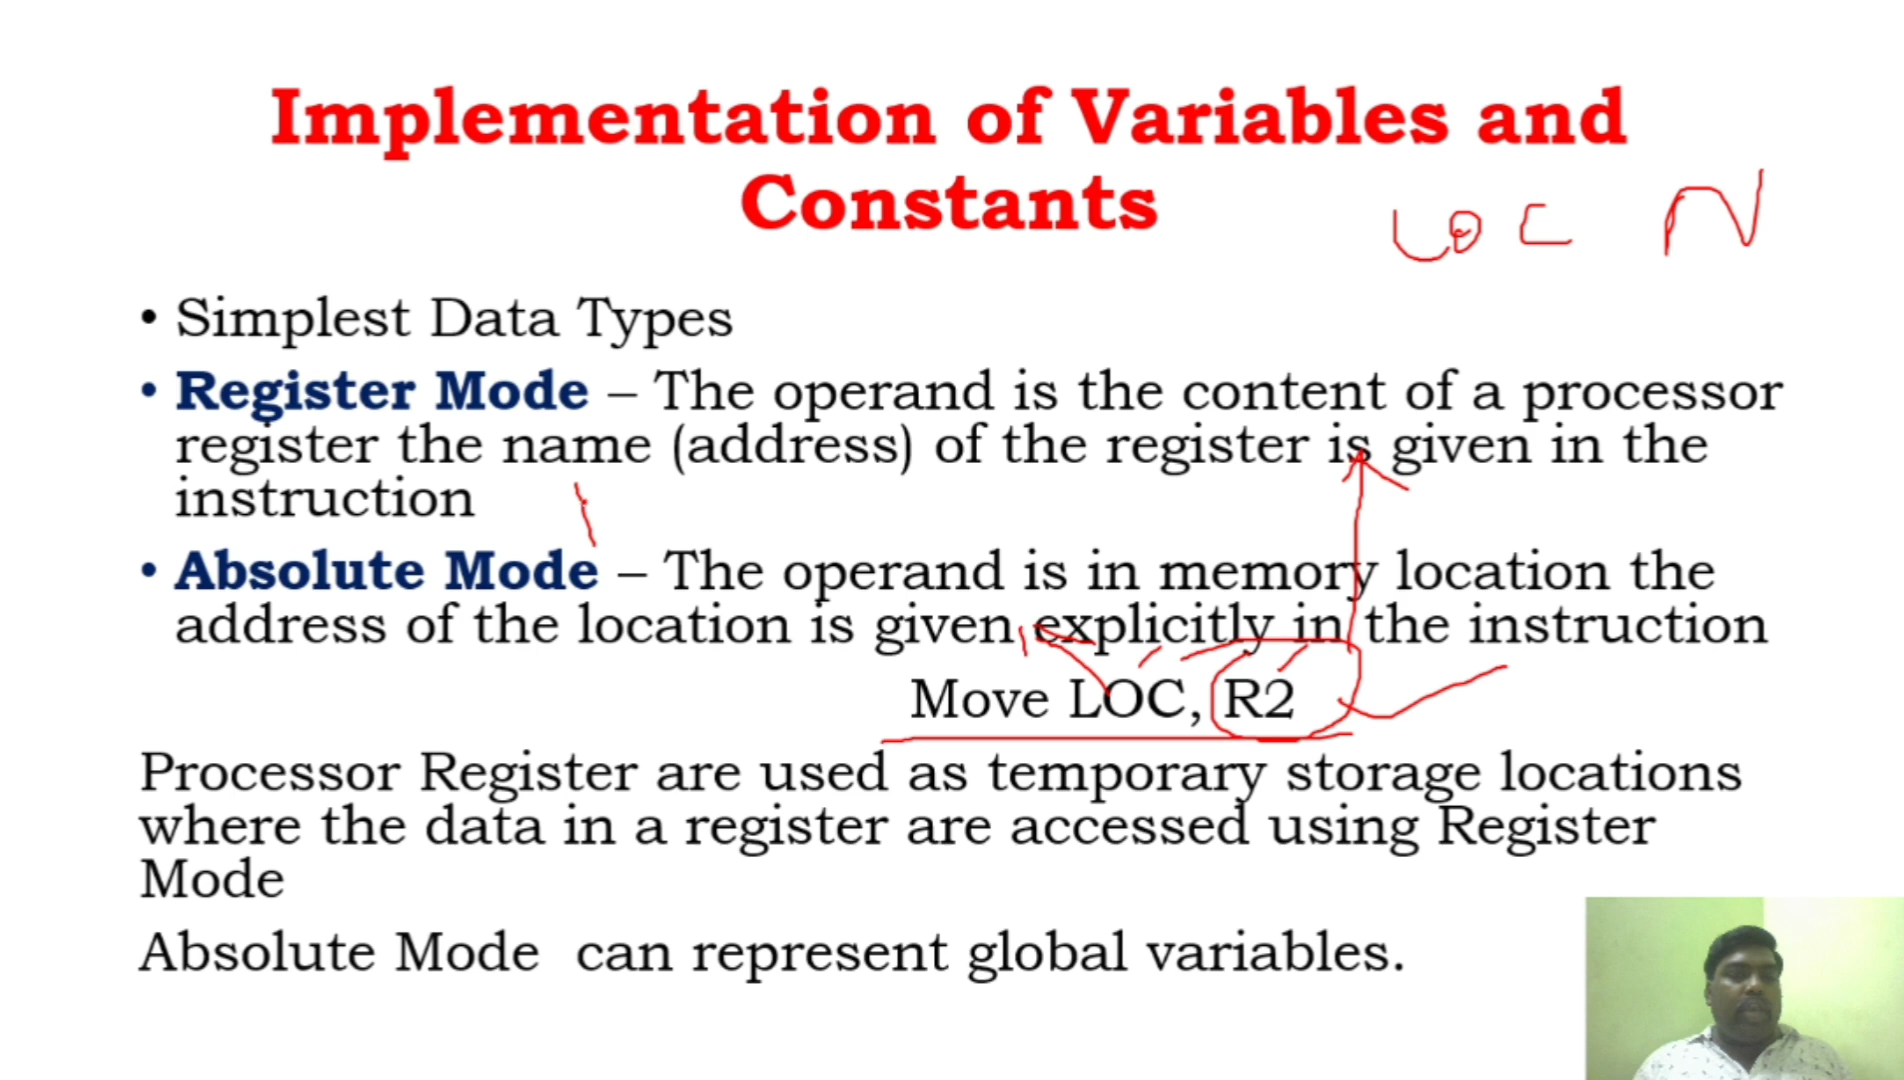 Implementation of Variables and
Constants
LOC N
• Simplest Data Types
• Register Mode – The operand is the content of a processor
register the name (address) of the register is given in the
instruction
• Absolute Mode – The operand is in memory location the
address of the location is given explicitly in the instruction
Move LOC, R2
Processor Register are used as temporary storage locations
where the data in a register are accessed using Register
Mode
Absolute Mode can represent global variables.